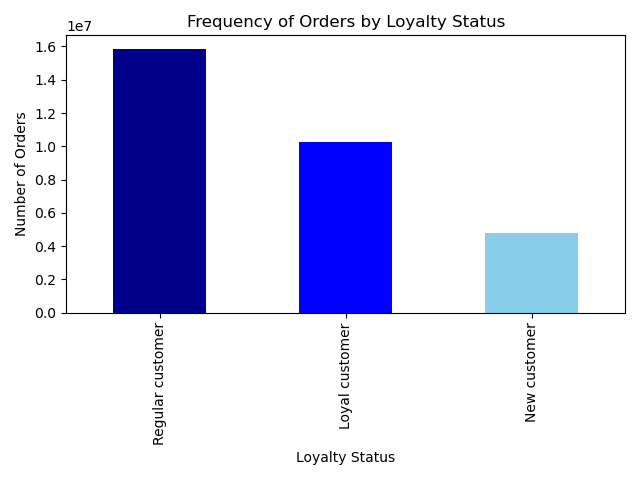 Frequency of Orders by Loyalty Status
1e7
1.6
1.4
1.2
1.0
0.8
0.6
0.4
0.2
0.0
Number of Orders
Regular customer
Loyal customer
New customer
Loyalty Status